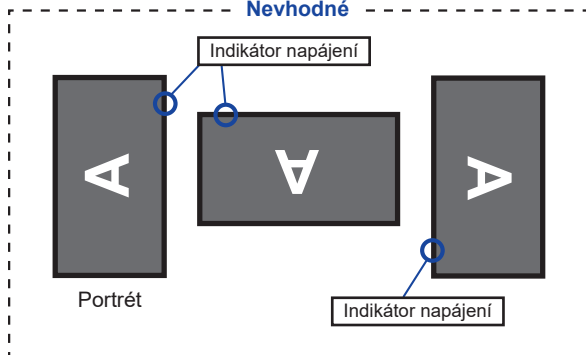 Nevhodné
Indikátor napájení
A
A
A
Portrét
Indikátor napájení